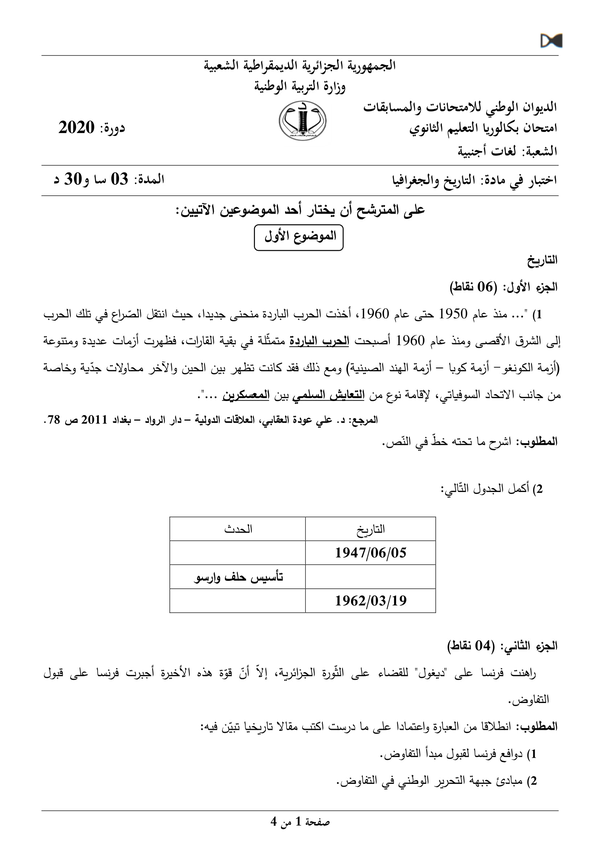 الجمهورية الجزائرية الديمقراطية الشعبية
وزارة التربية الوطنية
الديوان الوطني للامتحانات والمسابقات
امتحان بكالوريا التعليم الثانوي
دورة: 2020
الشعبة: لغات أجنبية
اختبار في مادة: التاريخ والجغرافيا
المدة: 03 سا و30 د
على المترشح أن يختار أحد الموضوعين الآتيين:
الموضوع الأول
التاريخ
الجزء الأول: (06 نقاط)
1) "... منذ عام 1950 حتى عام 1960، أخذت الحرب الباردة منحنى جديدا، حيث انتقل الصّراع في تلك الحرب
إلى الشرق الأقصى ومنذ عام 1960 أصبحت الحرب الباردة متمثّلة في بقية القارات، فظهرت أزمات عديدة ومتنوعة
(أزمة الكونغو– أزمة كوبا – أزمة الهند الصينية) ومع ذلك فقد كانت تظهر بين الحين والآخر محاولات جدّية وخاصة
من جانب الاتحاد السوفياتي، لإقامة نوع من التعايش السلمي بين المعسكرين ...".
المرجع: د. علي عودة العقابي، العلاقات الدولية – دار الرواد – بغداد 2011 ص 78.
المطلوب: اشرح ما تحته خطّ في النّص.
2) أكمل الجدول التّالي:
التاريخ الحدث
1947/06/05
تأسيس حلف وارسو
1962/03/19
الجزء الثاني: (04 نقاط)
راهنت فرنسا على "ديغول" للقضاء على الثّورة الجزائرية، إلاّ أنّ قوّة هذه الأخيرة أجبرت فرنسا على قبول
التفاوض.
المطلوب: انطلاقا من العبارة واعتمادا على ما درست اكتب مقالا تاريخيا تبيّن فيه:
1) دوافع فرنسا لقبول مبدأ التفاوض.
2) مبادئ جبهة التحرير الوطني في التفاوض.
صفحة 1 من 4